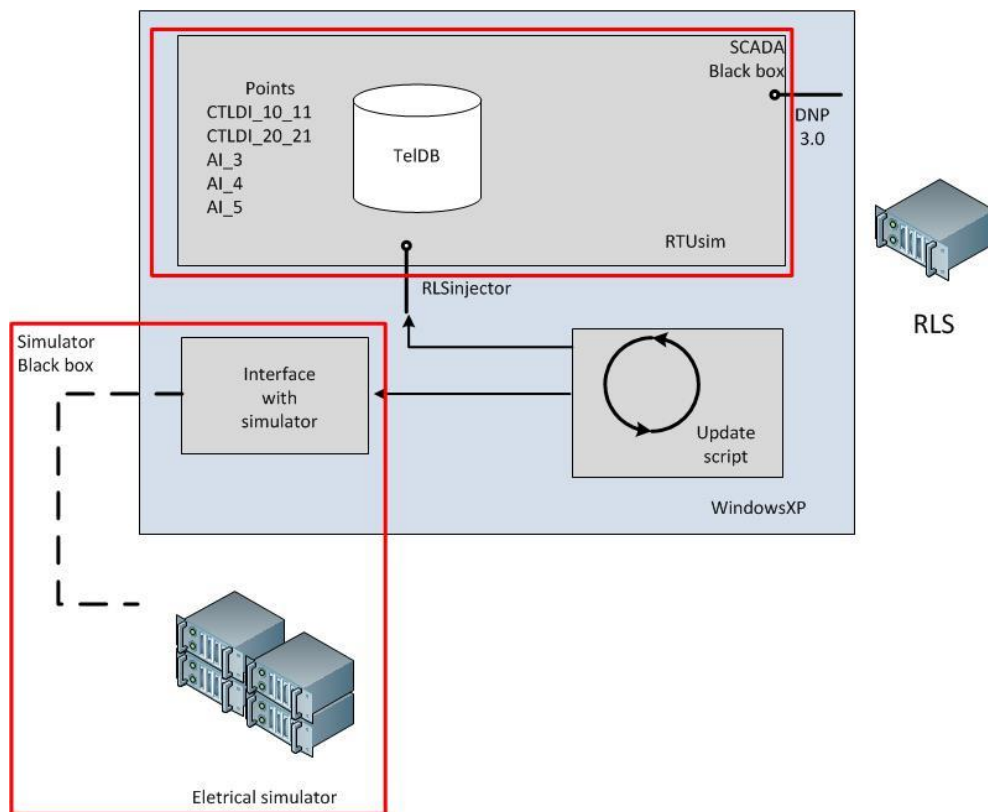 SCADA
Black box
Points
CTLDI_10_11
CTLDI_20_21
AI_3
AI_4
AI_5
TelDB
DNP
3.0
RTUsim
RLSinjector
RLS
Simulator
Black box
Interface
with
simulator
Update
script
WindowsXP
Eletrical simulator